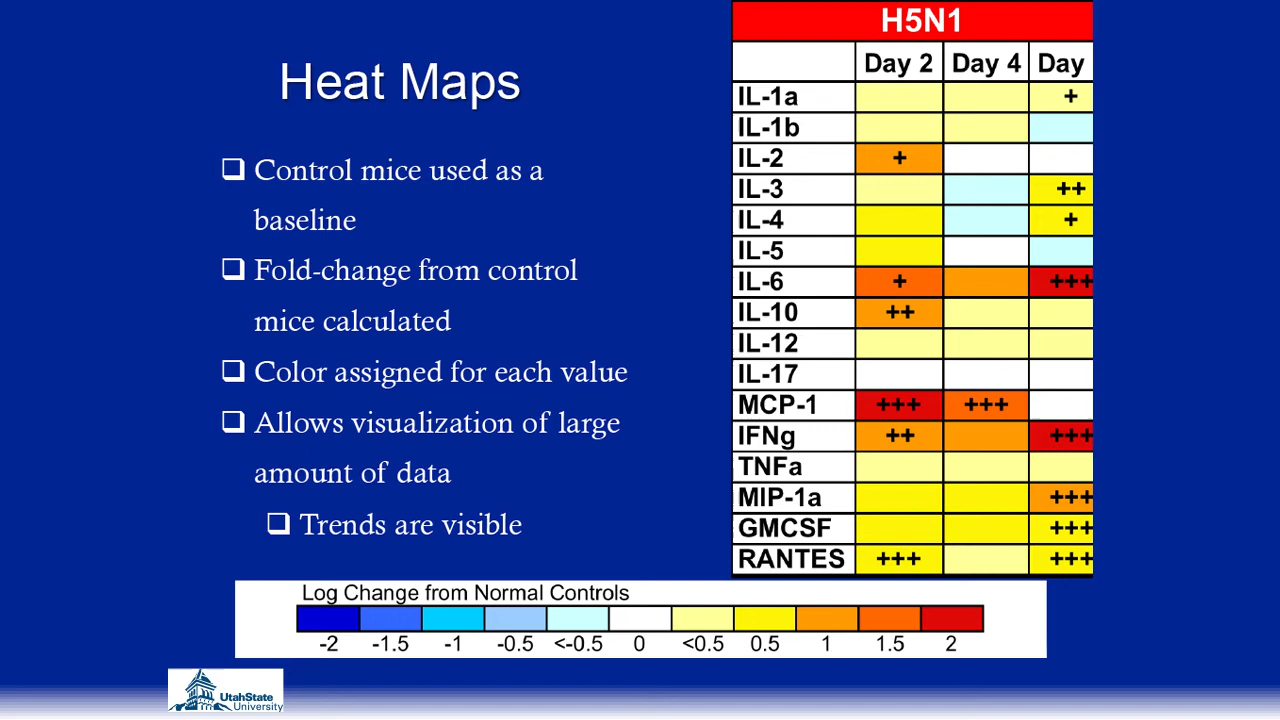 Heat Maps
❑ Control mice used as a
baseline
❑ Fold-change from control
mice calculated
❑ Color assigned for each value
❑ Allows visualization of large
amount of data
❑ Trends are visible
H5N1
Day 2 Day 4 Day
IL-1a +
IL-1b
IL-2 +
IL-3 ++
IL-4 +
IL-5
IL-6 + +++
IL-10 ++
IL-12
IL-17
MCP-1 +++ +++
IFNg ++ +++
TNFa
MIP-1a +++
GMCSF +++
RANTES +++ +++
Log Change from Normal Controls
-2 -1.5 -1 -0.5 <-0.5 0 <0.5 0.5 1 1.5 2
UtahState
University